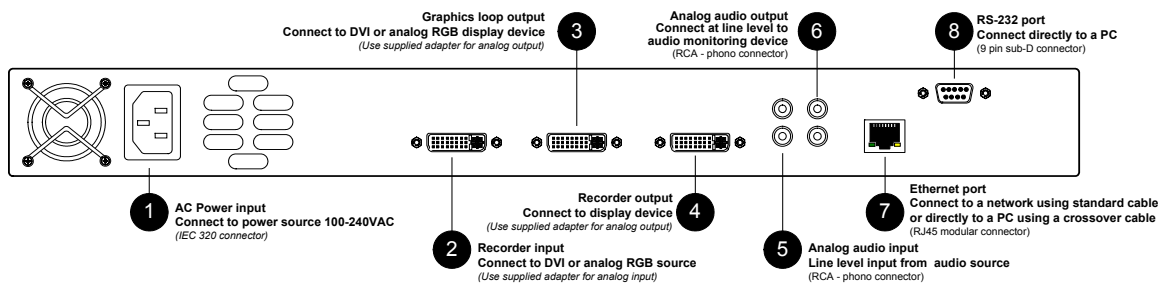 Graphics loop output
Connect to DVI or analog RGB display device
(Use supplied adapter for analog output)
3
Analog audio output
Connect at line level to
audio monitoring device
(RCA - phono connector)
6
8
RS-232 port
Connect directly to a PC
(9 pin sub-D connector)
1
AC Power input
Connect to power source 100-240VAC
(IEC 320 connector)
2
Recorder input
Connect to DVI or analog RGB source
(Use supplied adapter for analog input)
Recorder output
Connect to display device
(Use supplied adapter for analog output)
4
5
Analog audio input
Line level input from audio source
(RCA - phono connector)
7
Ethernet port
Connect to a network using standard cable
or directly to a PC using a crossover cable
(RJ45 modular connector)